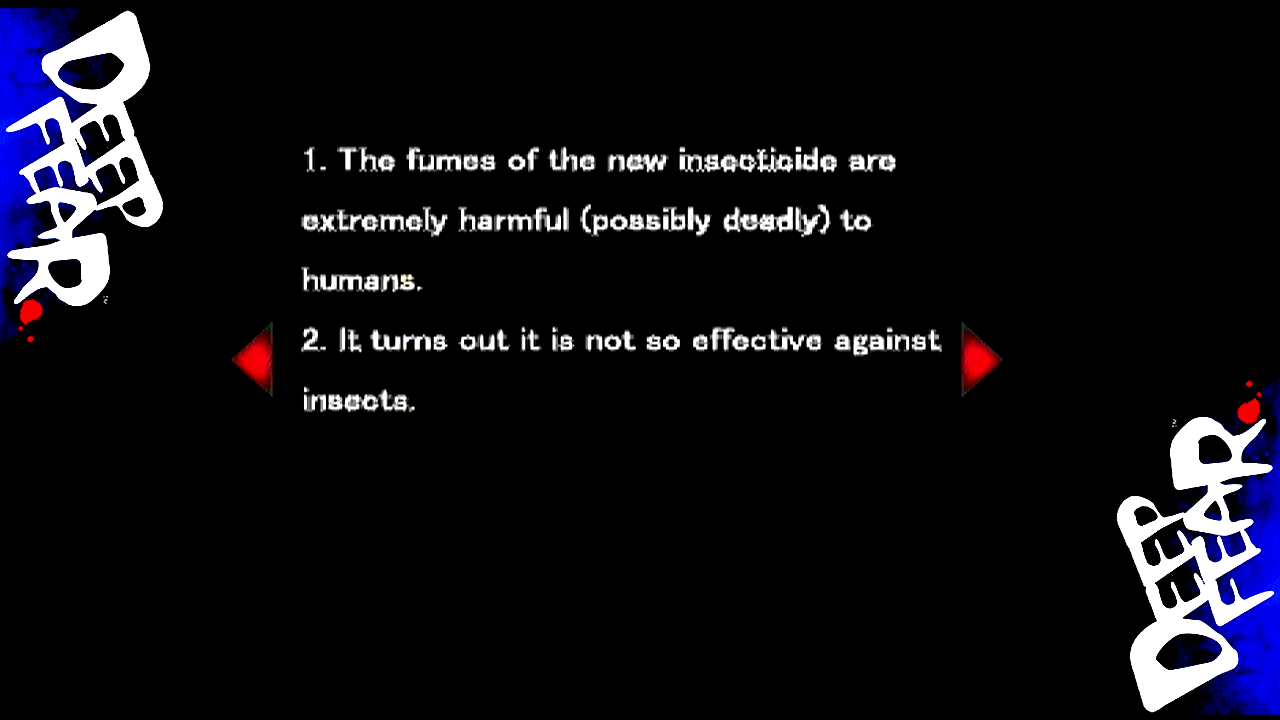 DEEP
FEAR
1. The fumes of the new insecticide are
extremely harmful (possibly deadly) to
humans.
2. It turns out it is not so effective against
insects.
DEEP
FEAR